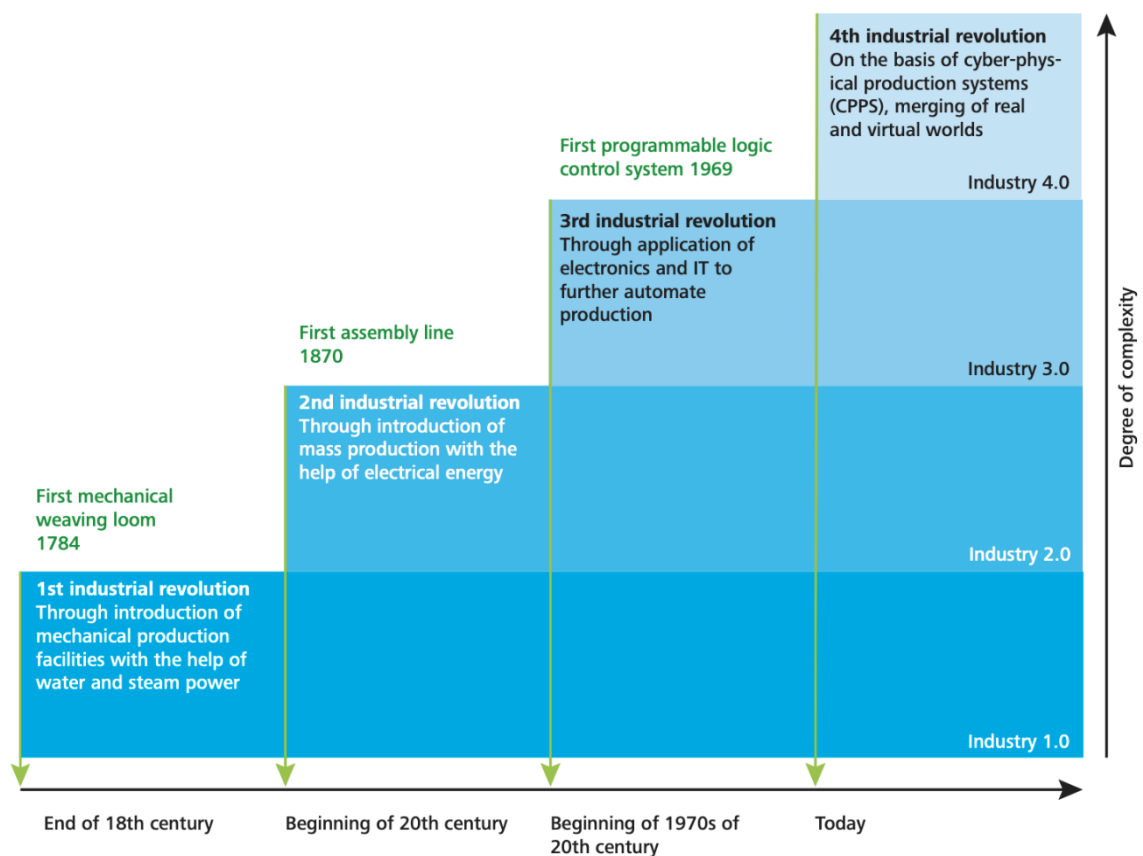 4th industrial revolution
On the basis of cyber-phys-
ical production systems
(CPPS), merging of real
and virtual worlds
Industry 4.0
First programmable logic
control system 1969
3rd industrial revolution
Through application of
electronics and IT to
further automate
production
Industry 3.0
First assembly line
1870
2nd industrial revolution
Through introduction of
mass production with the
help of electrical energy
Industry 2.0
First mechanical
weaving loom
1784
1st industrial revolution
Through introduction of
mechanical production
facilities with the help of
water and steam power
Industry 1.0
Degree of complexity
End of 18th century
Beginning of 20th century
Beginning of 1970s of
20th century
Today